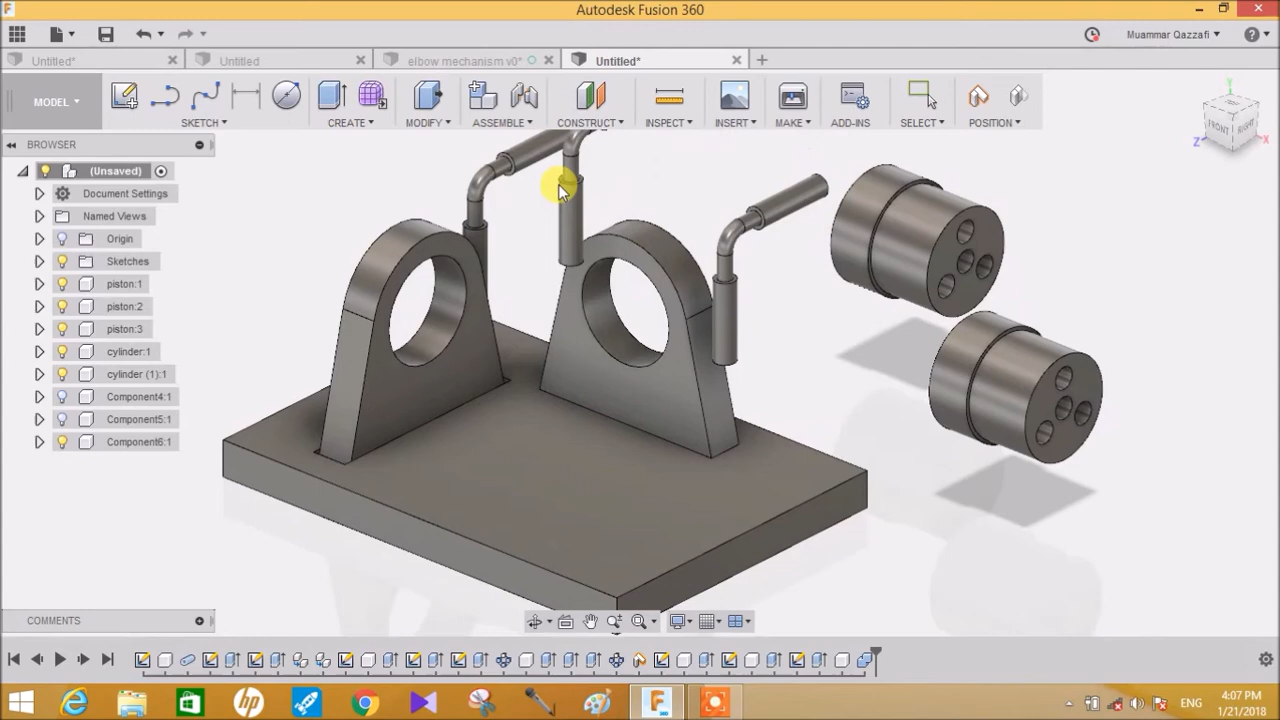 Autodesk Fusion 360
Muammar Qazzafi
Untitled*
Untitled
elbow mechanism v0*
Untitled*
MODEL
SKETCH
CREATE
MODIFY
ASSEMBLE
CONSTRUCT
INSPECT
INSERT
MAKE
ADD-INS
SELECT
POSITION
BROWSER
(Unsaved)
Document Settings
Named Views
Origin
Sketches
piston:1
piston:2
piston:3
cylinder:1
cylinder (1):1
Component4:1
Component5:1
Component6:1
Y
Z
FRONT
RIGHT
COMMENTS
ENG
4:07 PM
1/21/2018